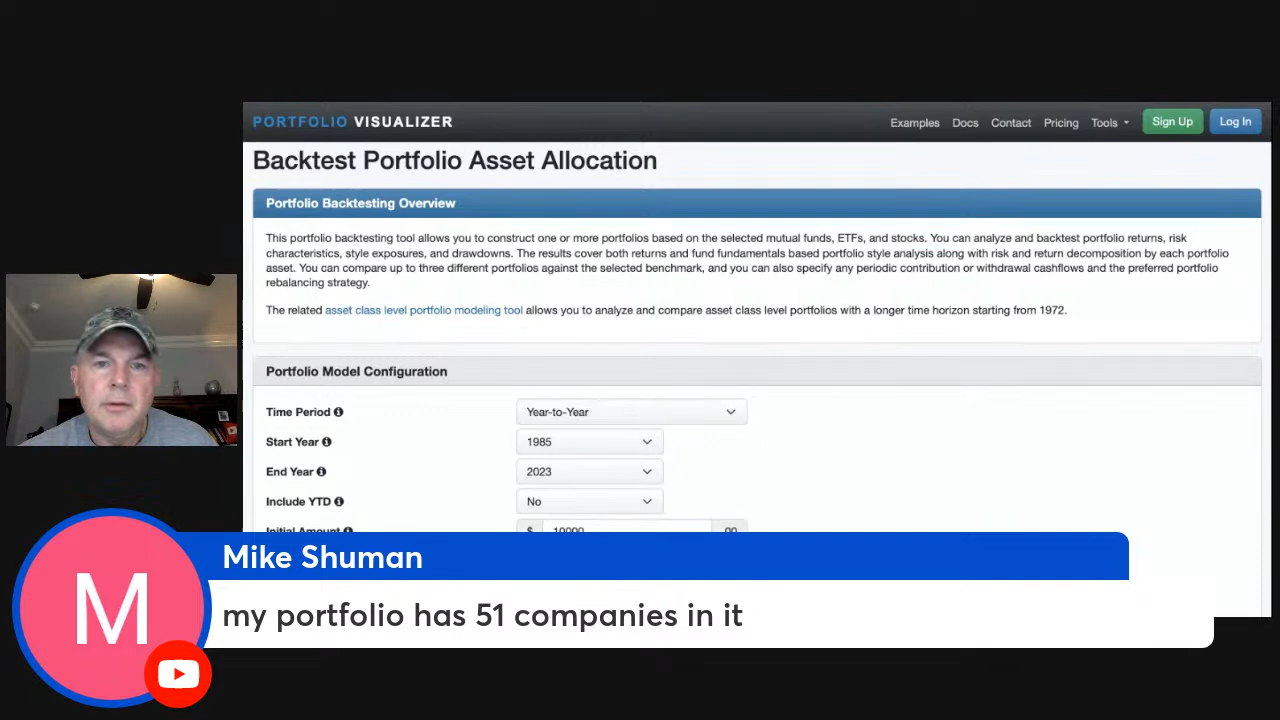 PORTFOLIO VISUALIZER
Examples Docs Contact Pricing Tools Sign Up Log In
Backtest Portfolio Asset Allocation
Portfolio Backtesting Overview
This portfolio backtesting tool allows you to construct one or more portfolios based on the selected mutual funds, ETFs, and stocks. You can analyze and backtest portfolio returns, risk
characteristics, style exposures, and drawdowns. The results cover both returns and fund fundamentals based portfolio style analysis along with risk and return decomposition by each portfolio
asset. You can compare up to three different portfolios against the selected benchmark, and you can also specify any periodic contribution or withdrawal cashflows and the preferred portfolio
rebalancing strategy.
The related asset class level portfolio modeling tool allows you to analyze and compare asset class level portfolios with a longer time horizon starting from 1972.
Portfolio Model Configuration
Time Period Year-to-Year
Start Year 1985
End Year 2023
Include YTD No
Initial Amount $ 10000 .00
M
Mike Shuman
my portfolio has 51 companies in it